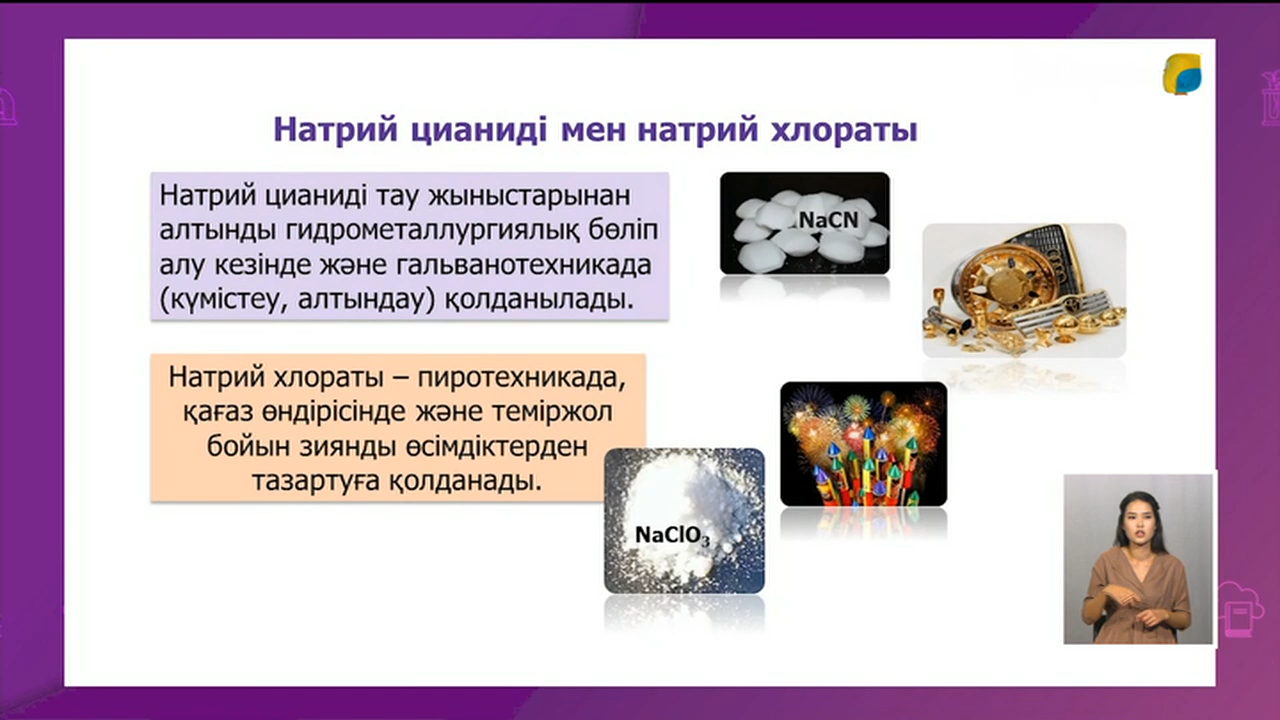 Натрий цианиді мен натрий хлораты
Натрий цианиді тау жыныстарынан
алтынды гидрометаллургиялық бөліп
алу кезінде және гальванотехникада
(күмістеу, алтындау) қолданылады.
NaCN
Натрий хлораты – пиротехникада,
қағаз өндірісінде және теміржол
бойын зиянды өсімдіктерден
тазартуға қолданады.
NaClO₃